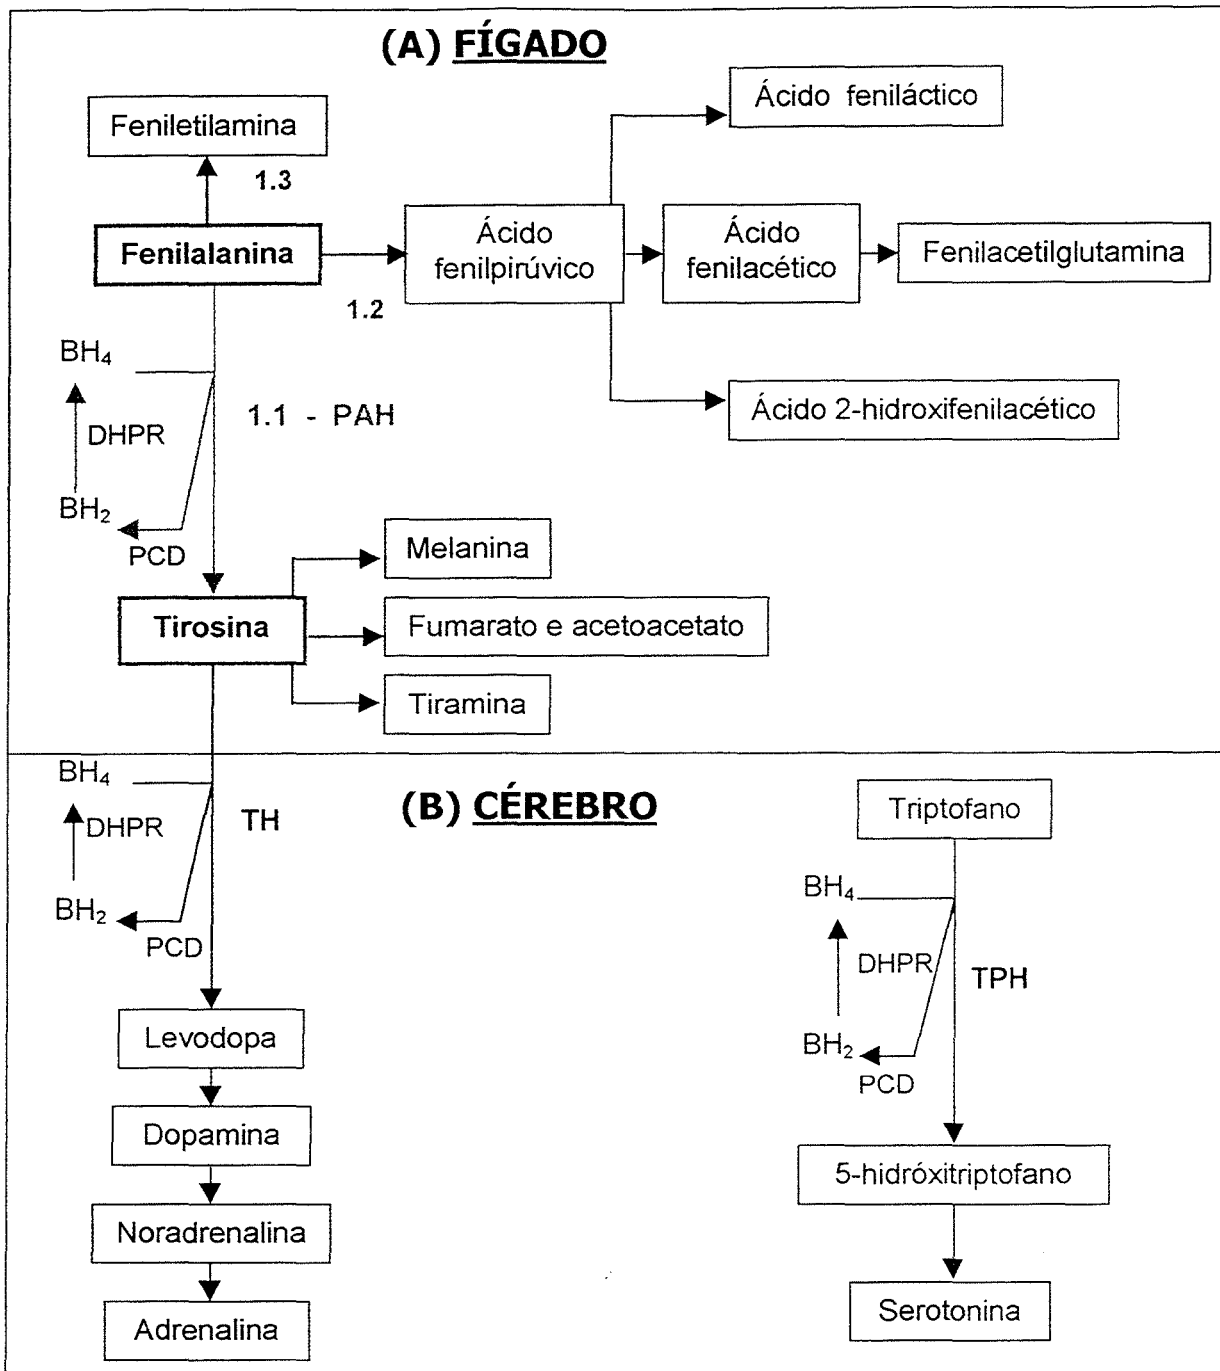 (A) FÍGADO
Ácido feniláctico
Feniletilamina
1.3
Fenilalanina
Ácido
fenilpirúvico
Ácido
fenilacético
Fenilacetilglutamina
1.2
BH₄
DHPR
1.1 - PAH
Ácido 2-hidroxifenilacético
BH₂
PCD
Melanina
Tirosina
Fumarato e acetoacetato
Tiramina
(B) CÉREBRO
BH₄
DHPR
TH
BH₂
PCD
Levodopa
Dopamina
Noradrenalina
Adrenalina
Triptofano
BH₄
DHPR
TPH
BH₂
PCD
5-hidróxitriptofano
Serotonina